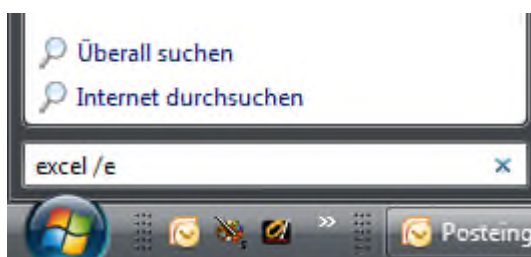 Überall suchen
Internet durchsuchen
excel /e
Posteing